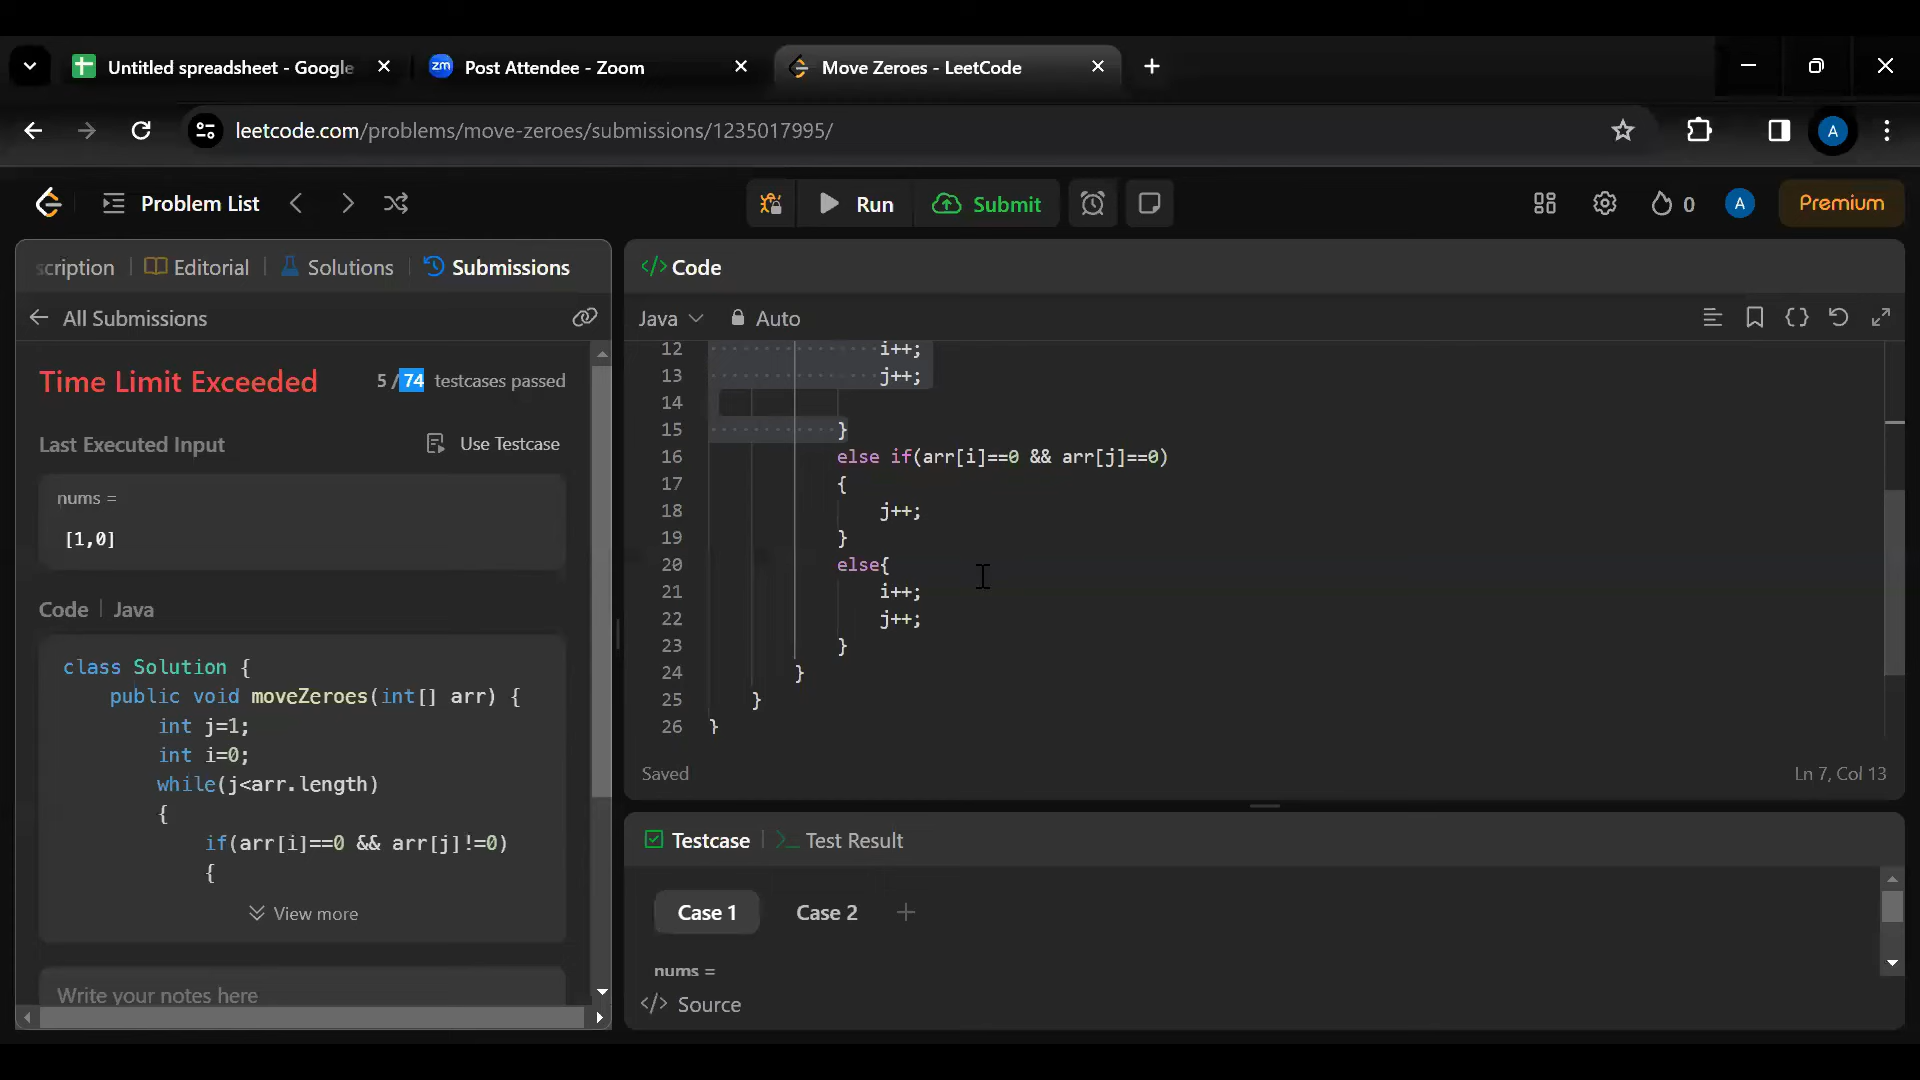 Untitled spreadsheet - Google
zm Post Attendee - Zoom
Move Zeroes - LeetCode
leetcode.com/problems/move-zeroes/submissions/1235017995/
A
Problem List
Run
Submit
0
A
Premium
scription
Editorial
Solutions
Submissions
All Submissions
Time Limit Exceeded
5 /74 testcases passed
Last Executed Input
Use Testcase
nums =
[1,0]
Code
Java
class Solution {
public void moveZeroes(int[] arr) {
int j=1;
int i=0;
while(j<arr.length)
{
if(arr[i]==0 && arr[j]!=0)
{
View more
Write your notes here
</> Code
Java
Auto
12 i++;
13 j++;
14
15 }
16 else if(arr[i]==0 && arr[j]==0)
17 {
18 j++;
19 }
20 else{
21 i++;
22 j++;
23 }
24 }
25 }
26 }
Saved
Ln 7, Col 13
Testcase
>_ Test Result
Case 1
Case 2
+
nums =
</> Source